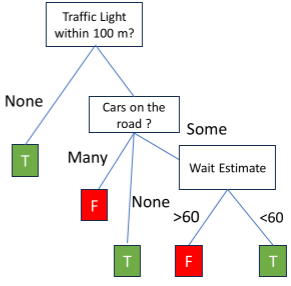 Traffic Light
within 100 m?
None
Cars on the
road ?
Some
T
Many
Wait Estimate
F
None
>60
<60
T
F
T